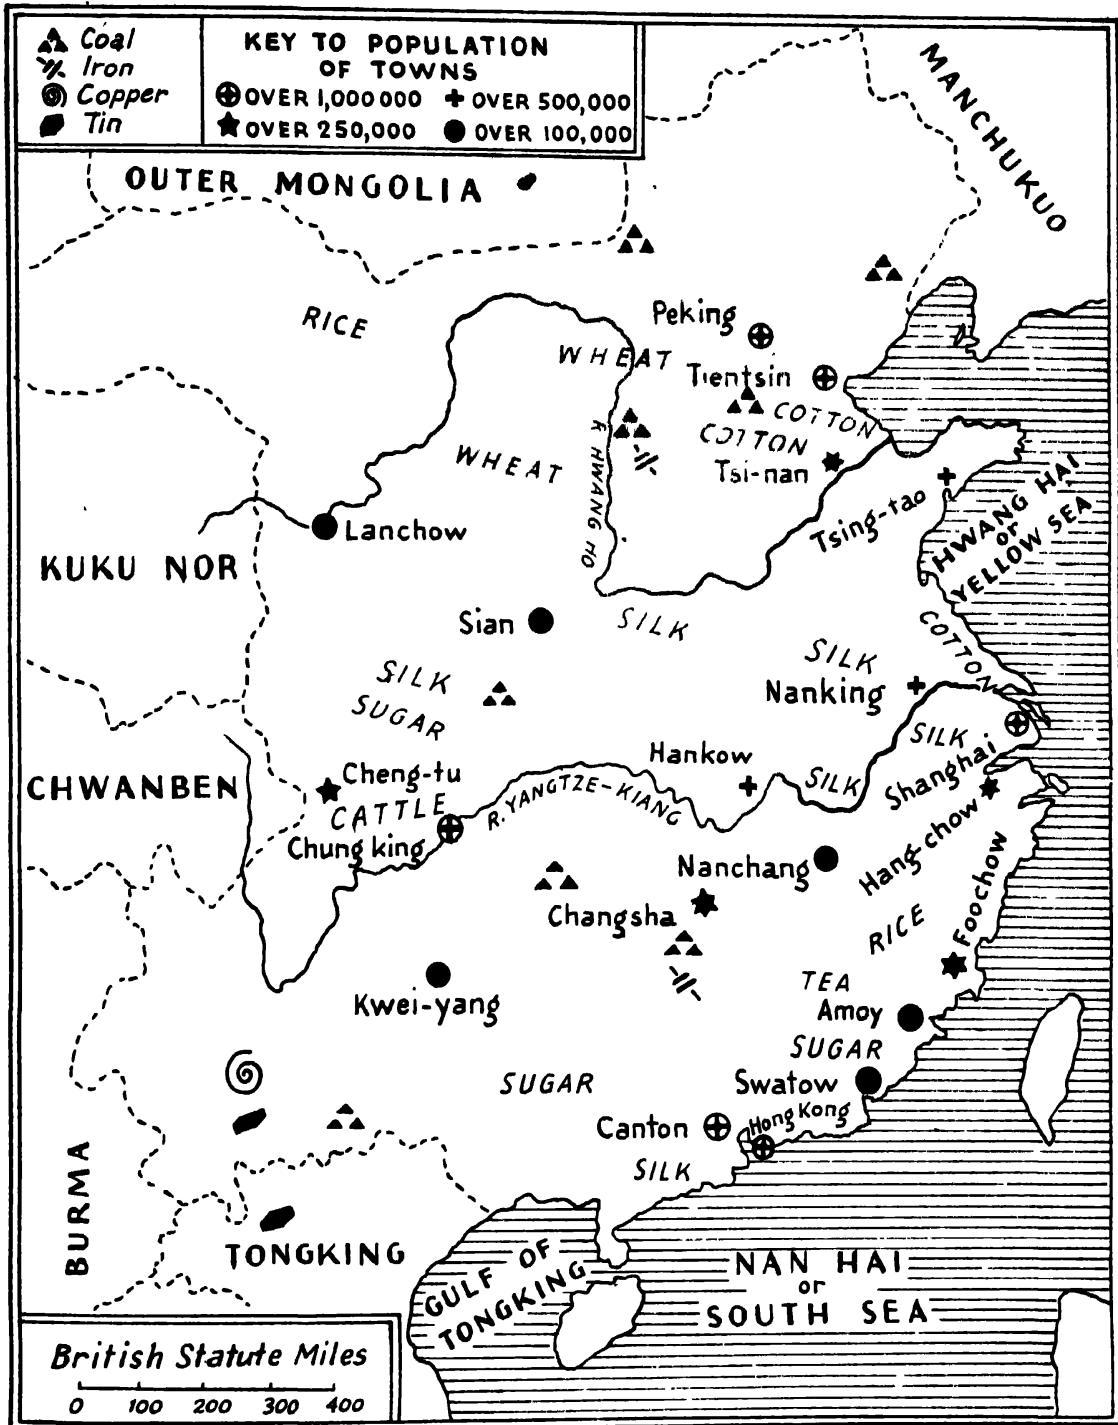 Coal
Iron
Copper
Tin
KEY TO POPULATION
OF TOWNS
OVER 1,000000
OVER 500,000
OVER 250,000
OVER 100,000
MANCHUKUO
OUTER MONGOLIA
RICE
Peking
WHEAT
Tientsin
COTTON
COTTON
WHEAT
Tsi-nan
R. HWANG HO
Tsing-tao
HWANG HAI
or
YELLOW SEA
Lanchow
KUKU NOR
Sian
SILK
COTTON
SILK
SUGAR
SILK
Nanking
SILK
Shanghai
Hankow
SILK
CHWANBEN
Cheng-tu
CATTLE
Chung king
R. YANGTZE-KIANG
Hang-chow
Nanchang
Changsha
RICE
Foochow
Kwei-yang
TEA
Amoy
SUGAR
SUGAR
Swatow
Canton
Hong Kong
SILK
BURMA
TONGKING
GULF OF
TONGKING
NAN HAI
or
SOUTH SEA
British Statute Miles
0 100 200 300 400